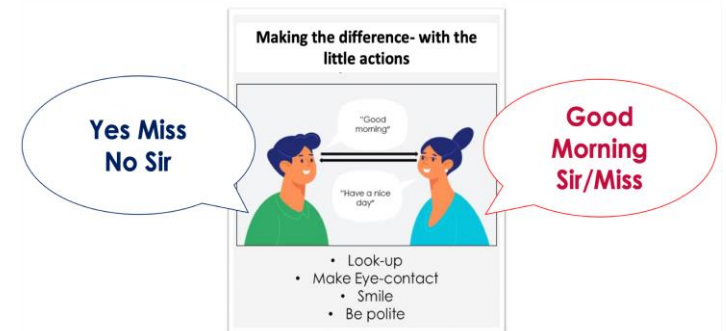 Making the difference- with the
little actions
Yes Miss
No Sir
"Good
morning"
"Have a nice
day"
Good
Morning
Sir/Miss
• Look-up
• Make Eye-contact
• Smile
• Be polite